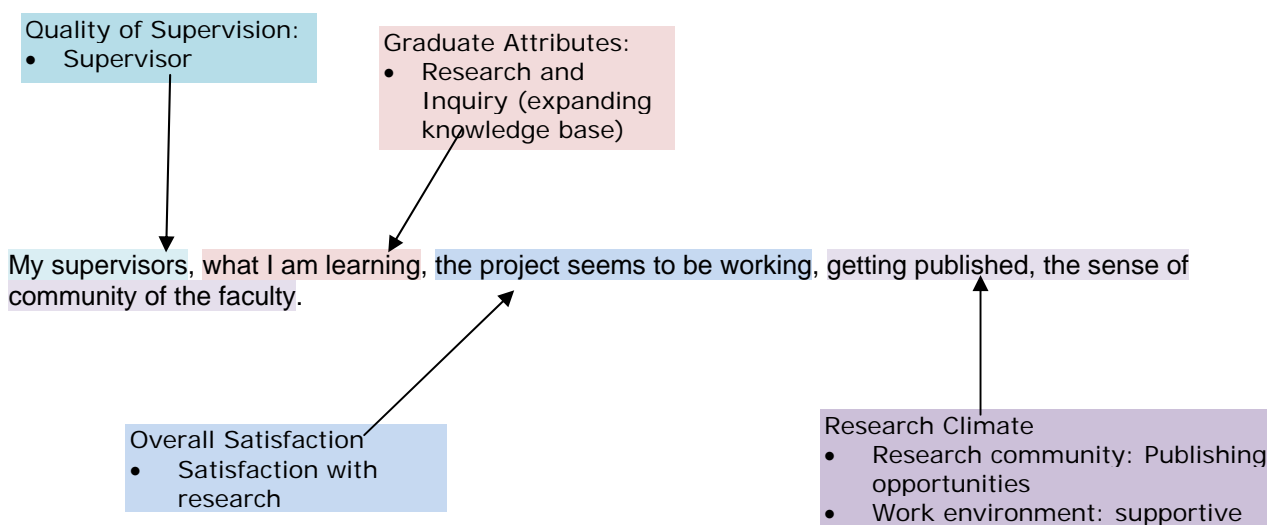 Quality of Supervision:
• Supervisor
Graduate Attributes:
• Research and
Inquiry (expanding
knowledge base)
My supervisors, what I am learning, the project seems to be working, getting published, the sense of
community of the faculty.
Overall Satisfaction
• Satisfaction with
research
Research Climate
• Research community: Publishing
opportunities
• Work environment: supportive